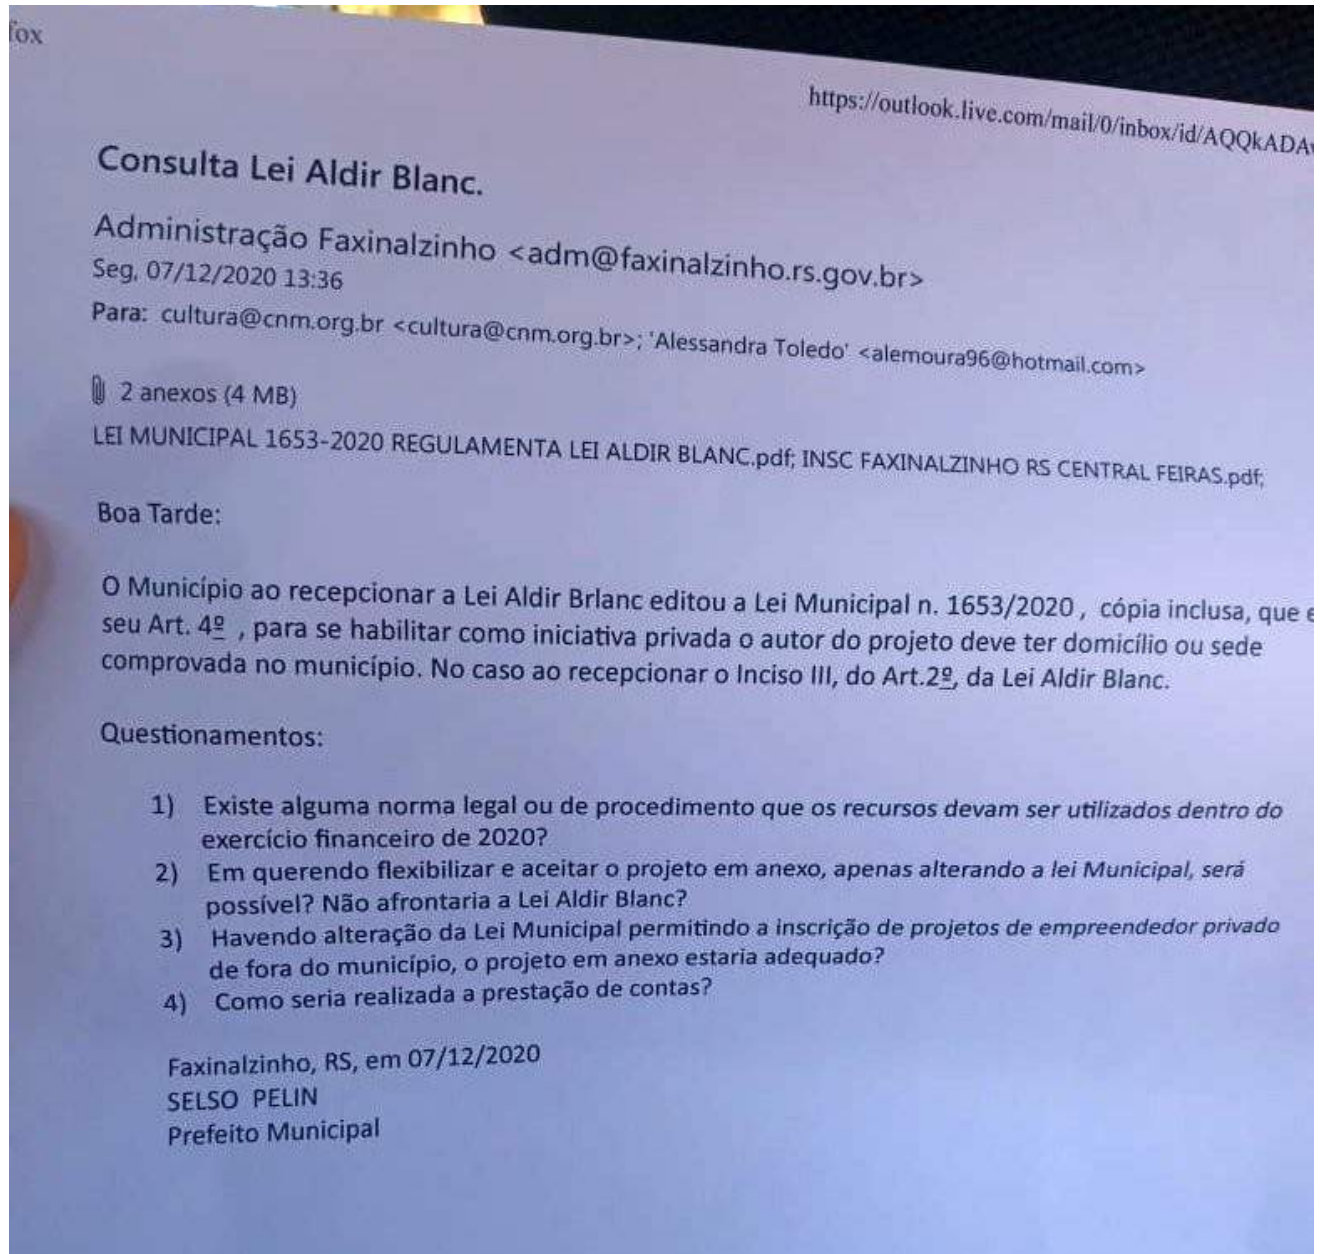 fox
https://outlook.live.com/mail/0/inbox/id/AQQkADA
Consulta Lei Aldir Blanc.
Administração Faxinalzinho <adm@faxinalzinho.rs.gov.br>
Seg, 07/12/2020 13:36
Para: cultura@cnm.org.br <cultura@cnm.org.br>; 'Alessandra Toledo' <alemoura96@hotmail.com>
2 anexos (4 MB)
LEI MUNICIPAL 1653-2020 REGULAMENTA LEI ALDIR BLANC.pdf; INSC FAXINALZINHO RS CENTRAL FEIRAS.pdf;
Boa Tarde:
O Município ao recepcionar a Lei Aldir Brlanc editou a Lei Municipal n. 1653/2020 , cópia inclusa, que e
seu Art. 4º , para se habilitar como iniciativa privada o autor do projeto deve ter domicílio ou sede
comprovada no município. No caso ao recepcionar o Inciso III, do Art.2º, da Lei Aldir Blanc.
Questionamentos:
1) Existe alguma norma legal ou de procedimento que os recursos devam ser utilizados dentro do
exercício financeiro de 2020?
2) Em querendo flexibilizar e aceitar o projeto em anexo, apenas alterando a lei Municipal, será
possível? Não afrontaria a Lei Aldir Blanc?
3) Havendo alteração da Lei Municipal permitindo a inscrição de projetos de empreendedor privado
de fora do município, o projeto em anexo estaria adequado?
4) Como seria realizada a prestação de contas?
Faxinalzinho, RS, em 07/12/2020
SELSO PELIN
Prefeito Municipal